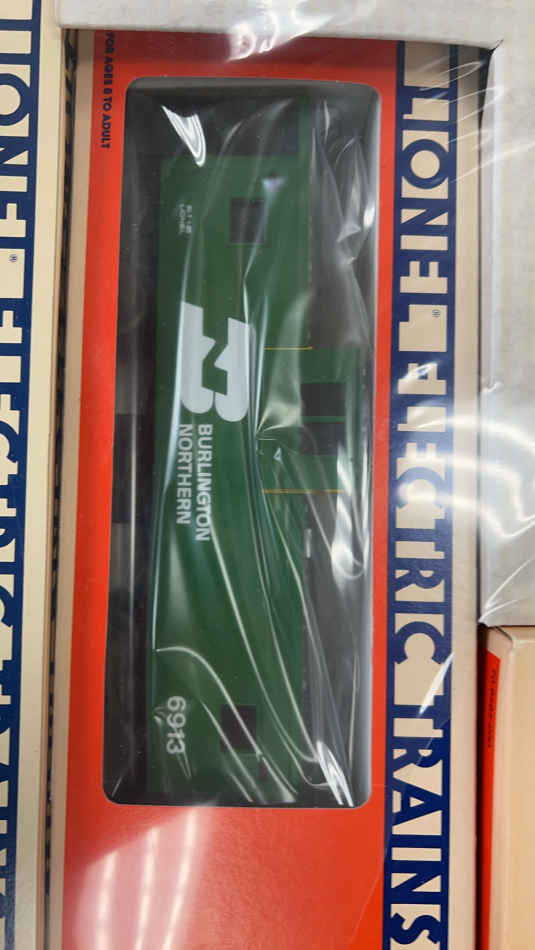 FOR AGES 8 TO ADULT
LIONEL ELECTRIC TRAINS
LIONEL
BURLINGTON
NORTHERN
6913